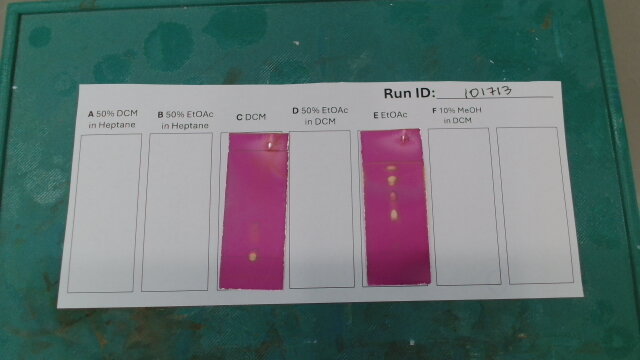 Run ID: 101713
A 50% DCM in Heptane
B 50% EtOAc in Heptane
C DCM
D 50% EtOAc in DCM
E EtOAc
F 10% MeOH in DCM